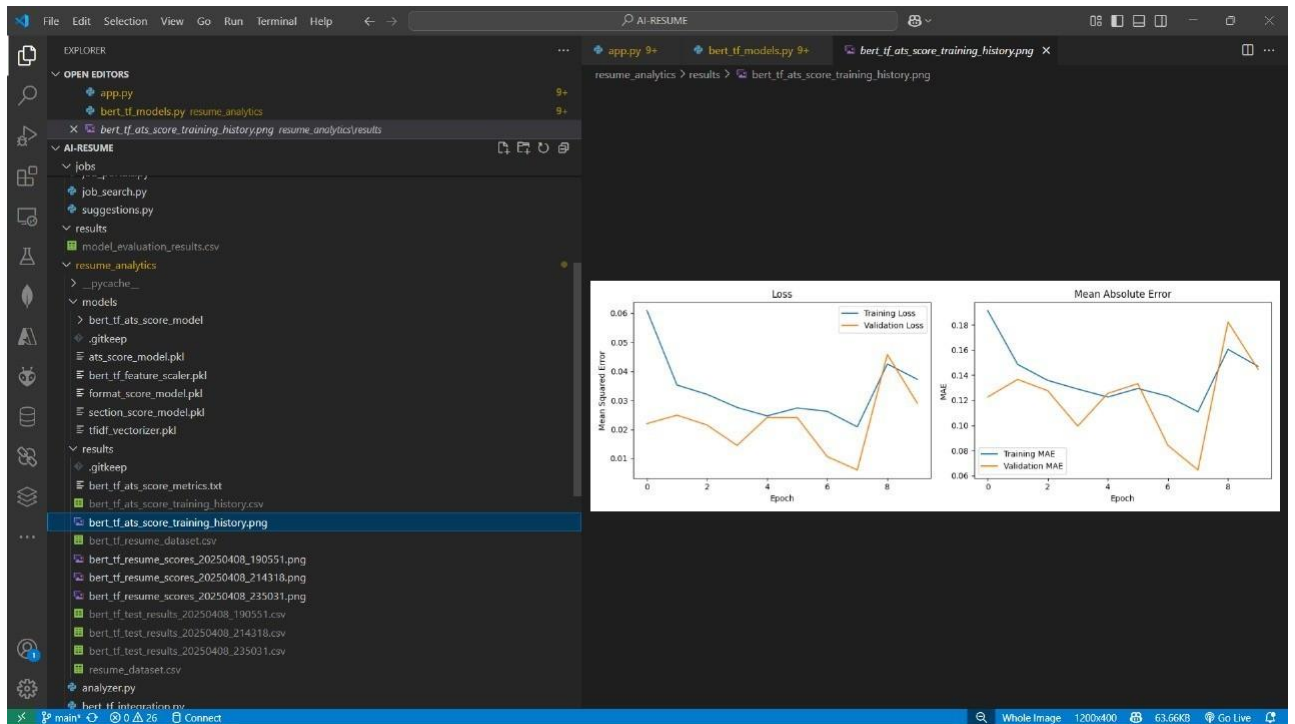 File Edit Selection View Go Run Terminal Help
AI-RESUME
EXPLORER
OPEN EDITORS
app.py 9+
bert_tf_models.py resume_analytics 9+
bert_tf_ats_score_training_history.png resume_analytics\results
AI-RESUME
jobs
job_search.py
suggestions.py
results
model_evaluation_results.csv
resume_analytics
__pycache__
models
bert_tf_ats_score_model
.gitkeep
ats_score_model.pkl
bert_tf_feature_scaler.pkl
format_score_model.pkl
section_score_model.pkl
tfidf_vectorizer.pkl
results
.gitkeep
bert_tf_ats_score_metrics.txt
bert_tf_ats_score_training_history.csv
bert_tf_ats_score_training_history.png
bert_tf_resume_dataset.csv
bert_tf_resume_scores_20250408_190551.png
bert_tf_resume_scores_20250408_214318.png
bert_tf_resume_scores_20250408_235031.png
bert_tf_test_results_20250408_190551.csv
bert_tf_test_results_20250408_214318.csv
bert_tf_test_results_20250408_235031.csv
resume_dataset.csv
analyzer.py
bert_tf_integration.py
app.py 9+ bert_tf_models.py 9+ bert_tf_ats_score_training_history.png
resume_analytics > results > bert_tf_ats_score_training_history.png
Loss
Training Loss
Validation Loss
Mean Squared Error
0.06
0.05
0.04
0.03
0.02
0.01
0 2 4 6 8
Epoch
Mean Absolute Error
MAE
0.18
0.16
0.14
0.12
0.10
0.08
0.06
Training MAE
Validation MAE
0 2 4 6 8
Epoch
1
main* 0 26 Connect
Whole Image 1200x400 63.66KB Go Live